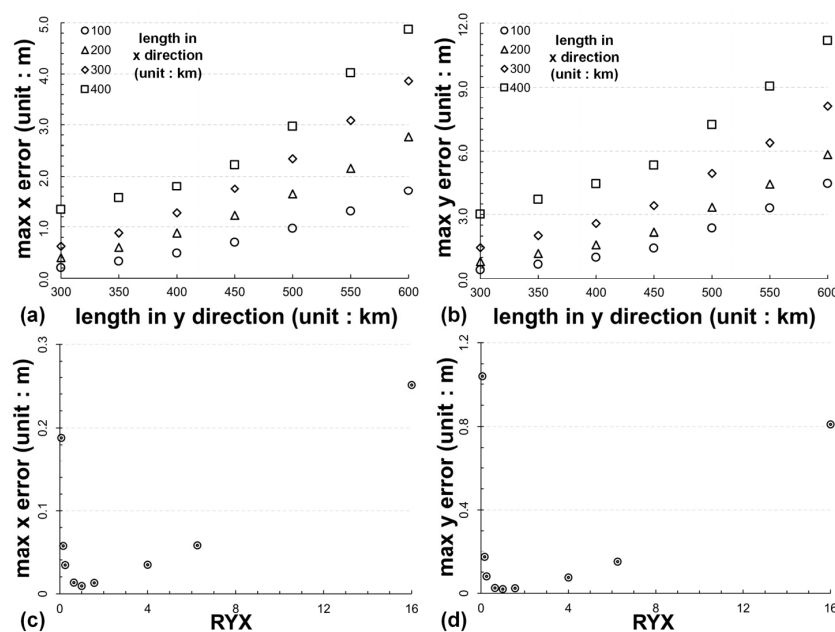 5.0
4.0
3.0
2.0
1.0
0.0
max x error (unit : m)
100
200
300
400
length in
x direction
(unit : km)
300 350 400 450 500 550 600
(a) length in y direction (unit : km)
12.0
9.0
6.0
3.0
0.0
max y error (unit : m)
100
200
300
400
length in
x direction
(unit : km)
300 350 400 450 500 550 600
(b) length in y direction (unit : km)
0.3
0.2
0.1
0
max x error (unit : m)
0 4 8 12 16
(c) RYX
1.2
0.8
0.4
0
max y error (unit : m)
0 4 8 12 16
(d) RYX